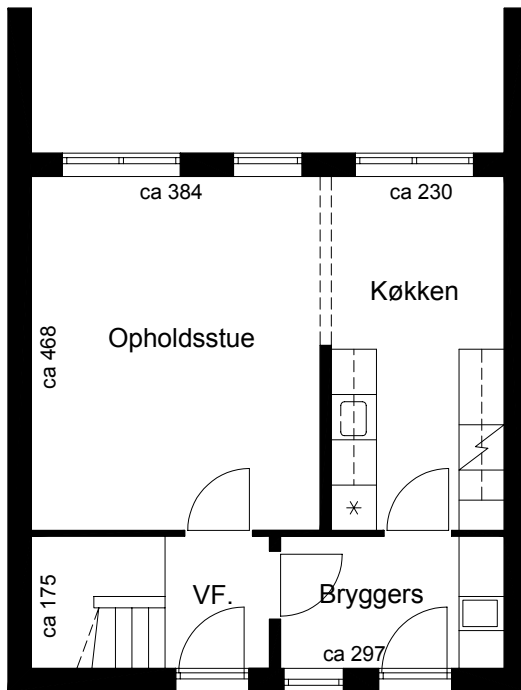 ca 384
ca 230
Køkken
Opholdsstue
ca 468
ca 175
VF.
Bryggers
ca 297